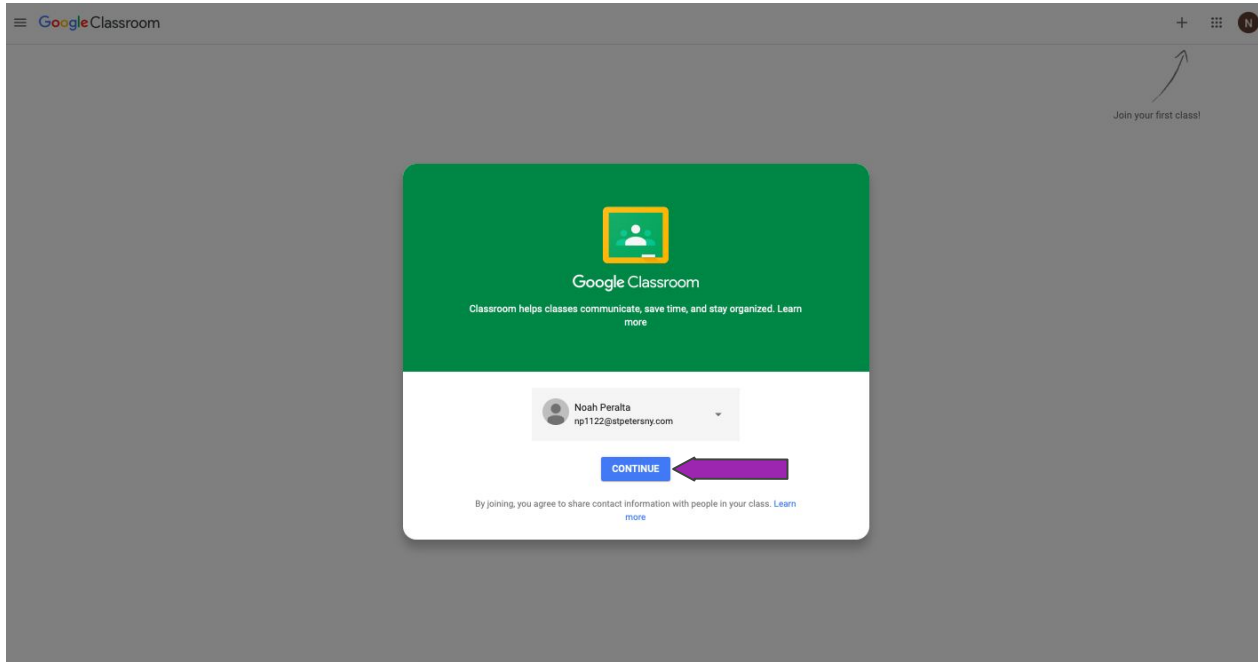 Google Classroom
N
Join your first class!
Google Classroom
Classroom helps classes communicate, save time, and stay organized. Learn
more
Noah Peralta
np1122@stpetersny.com
CONTINUE
By joining, you agree to share contact information with people in your class. Learn
more